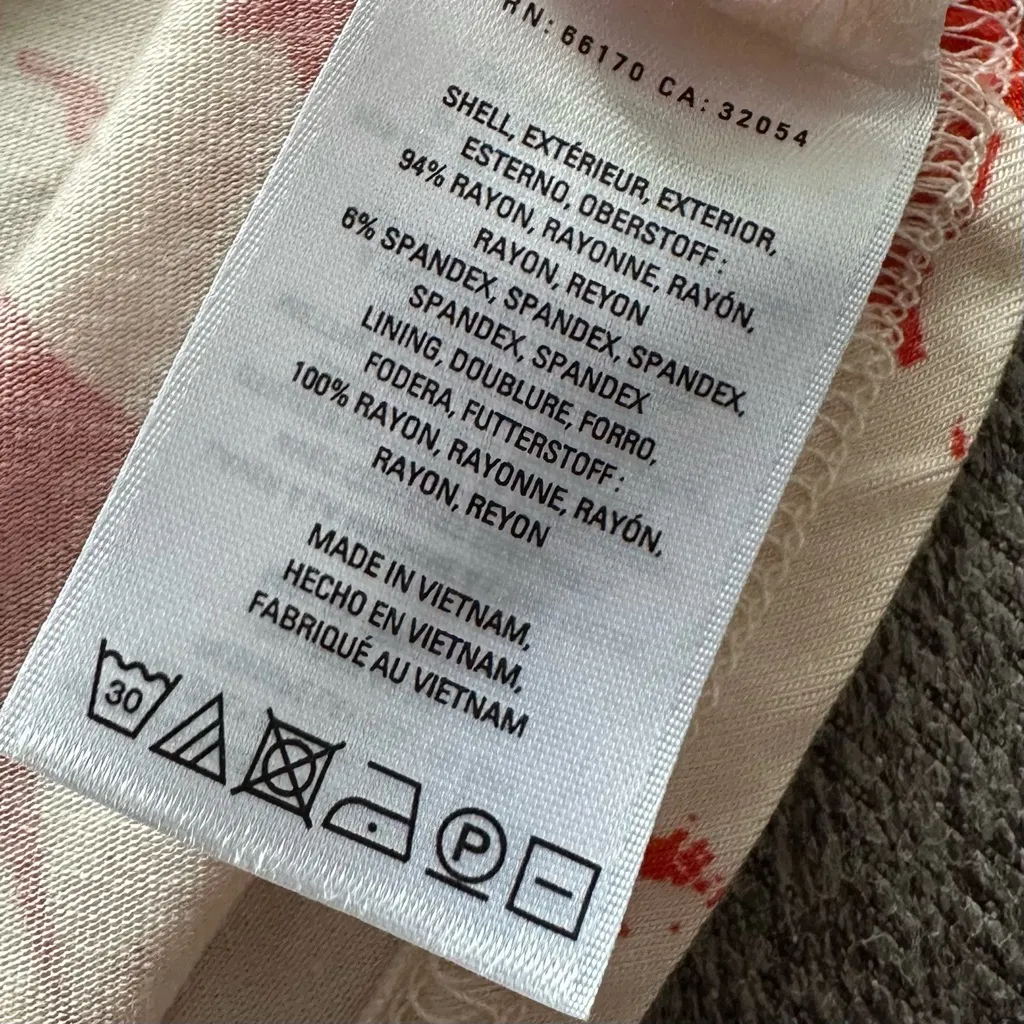 RN: 66170 CA: 32054
SHELL, EXTÉRIEUR, EXTERIOR,
ESTERNO, OBERSTOFF:
94% RAYON, RAYONNE, RAYÓN,
RAYON, REYON
6% SPANDEX, SPANDEX, SPANDEX,
SPANDEX, SPANDEX
LINING, DOUBLURE, FORRO,
FODERA, FUTTERSTOFF:
100% RAYON, RAYONNE, RAYÓN,
RAYON, REYON
MADE IN VIETNAM,
HECHO EN VIETNAM,
FABRIQUÉ AU VIETNAM
30
P